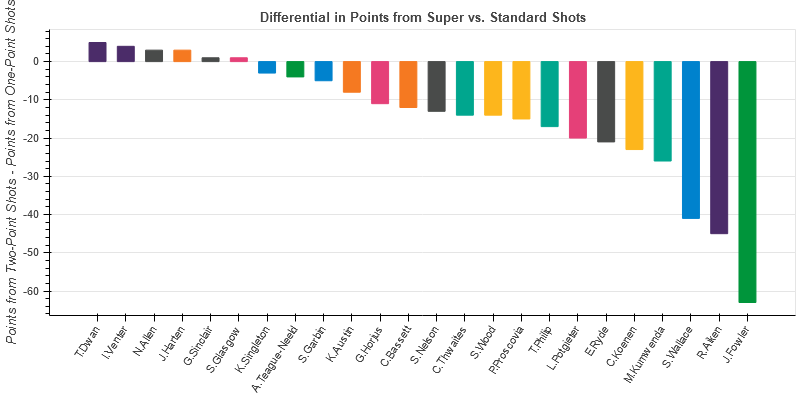 Differential in Points from Super vs. Standard Shots
Points from Two-Point Shots - Points from One-Point Shots
0
-10
-20
-30
-40
-50
-60
T.Dwan
I.Venter
N.Allen
J.Harten
G.Sinclair
S.Glasgow
K.Singleton
A.Teague-Neeld
S.Garbin
K.Austin
G.Horjus
C.Bassett
S.Nelson
C.Thwaites
S.Wood
P.Proscovia
T.Philip
L.Potgieter
E.Ryde
C.Koenen
M.Kumwenda
S.Wallace
R.Aiken
J.Fowler